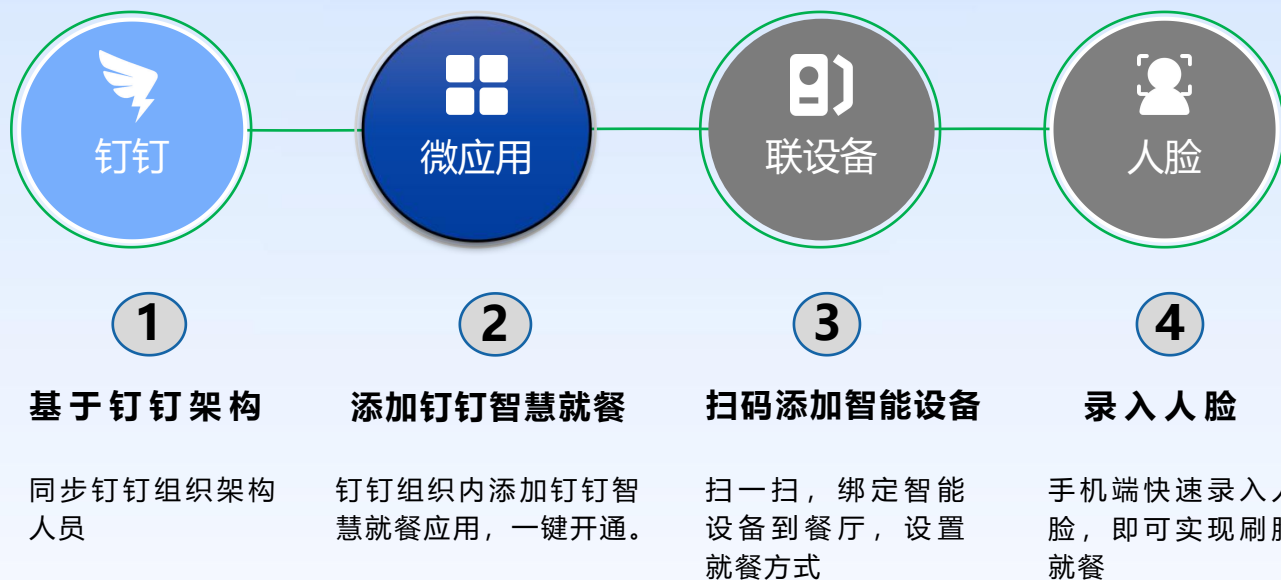 钉钉
微应用
联设备
人脸
1
2
3
4
基于钉钉架构
添加钉钉智慧就餐
扫码添加智能设备
录入人脸
同步钉钉组织架构
人员
钉钉组织内添加钉钉智
慧就餐应用，一键开通。
扫一扫，绑定智能
设备到餐厅，设置
就餐方式
手机端快速录入人
脸，即可实现刷脸
就餐